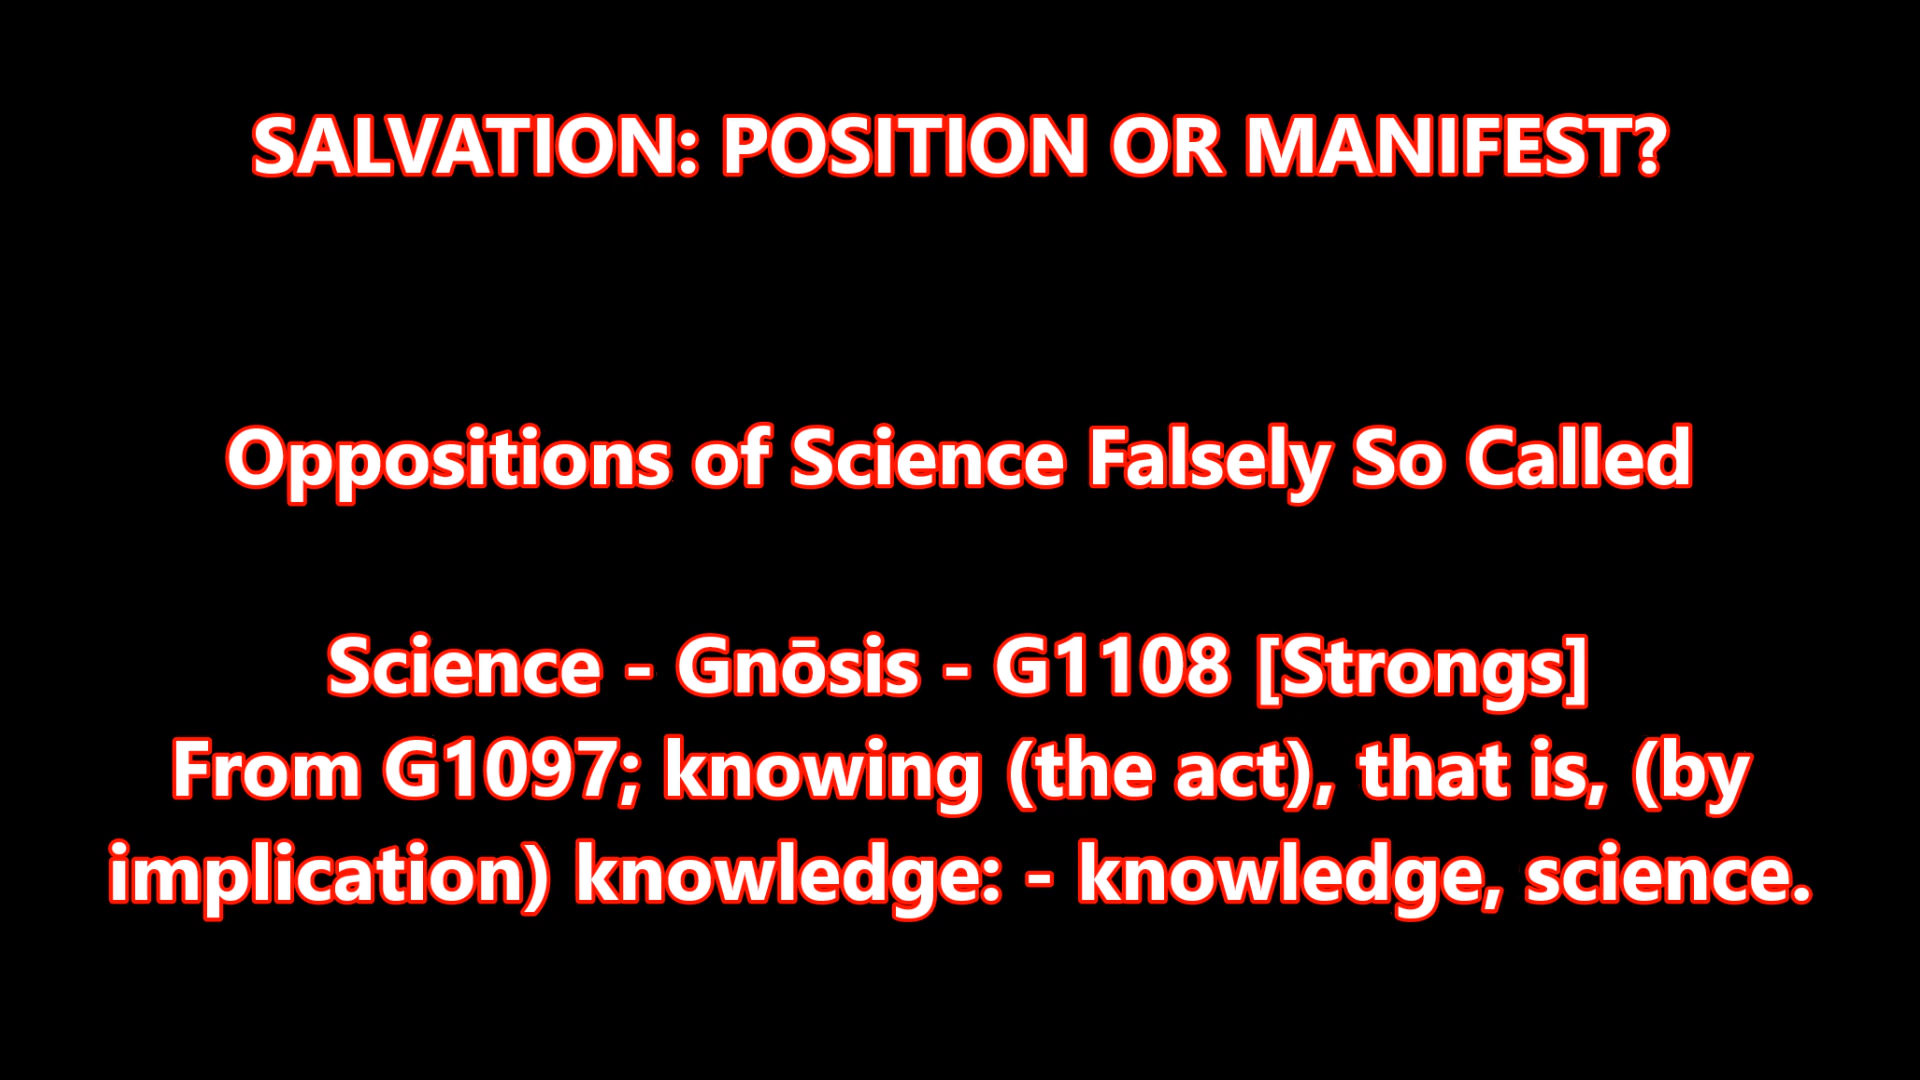 SALVATION: POSITION OR MANIFEST?
Oppositions of Science Falsely So Called
Science - Gnōsis - G1108 [Strongs]
From G1097; knowing (the act), that is, (by
implication) knowledge: - knowledge, science.